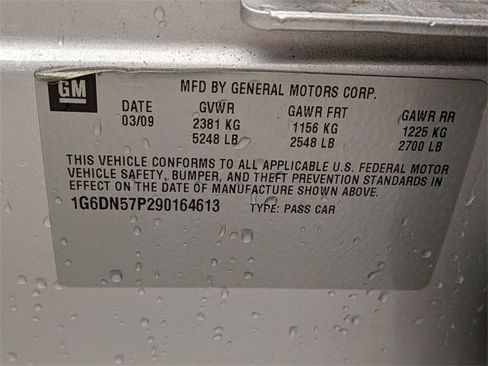 GM
MFD BY GENERAL MOTORS CORP.
DATE GVWR GAWR FRT GAWR RR
03/09 2381 KG 1156 KG 1225 KG
5248 LB 2548 LB 2700 LB
THIS VEHICLE CONFORMS TO ALL APPLICABLE U.S. FEDERAL MOTOR
VEHICLE SAFETY, BUMPER, AND THEFT PREVENTION STANDARDS IN
EFFECT ON THE DATE OF MANUFACTURE SHOWN ABOVE.
1G6DN57P290164613 TYPE: PASS CAR